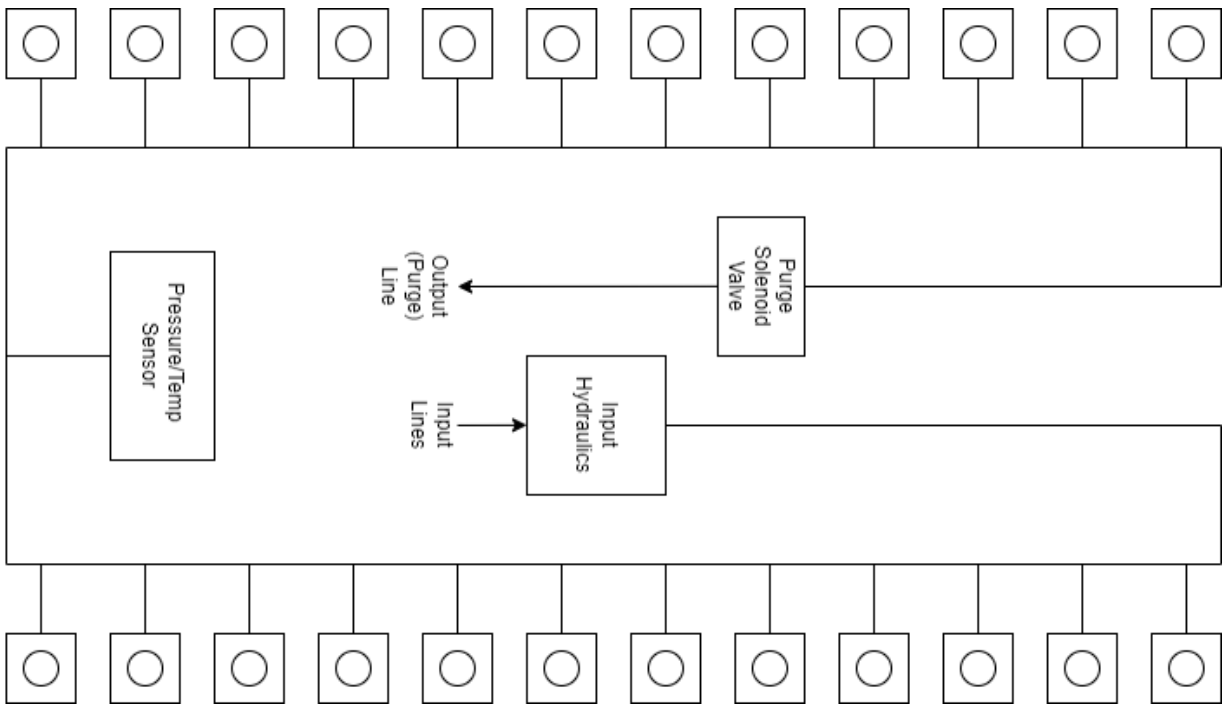 Purge
Solenoid
Valve
Output
(Purge)
Line
Pressure/Temp
Sensor
Input
Hydraulics
Input
Lines